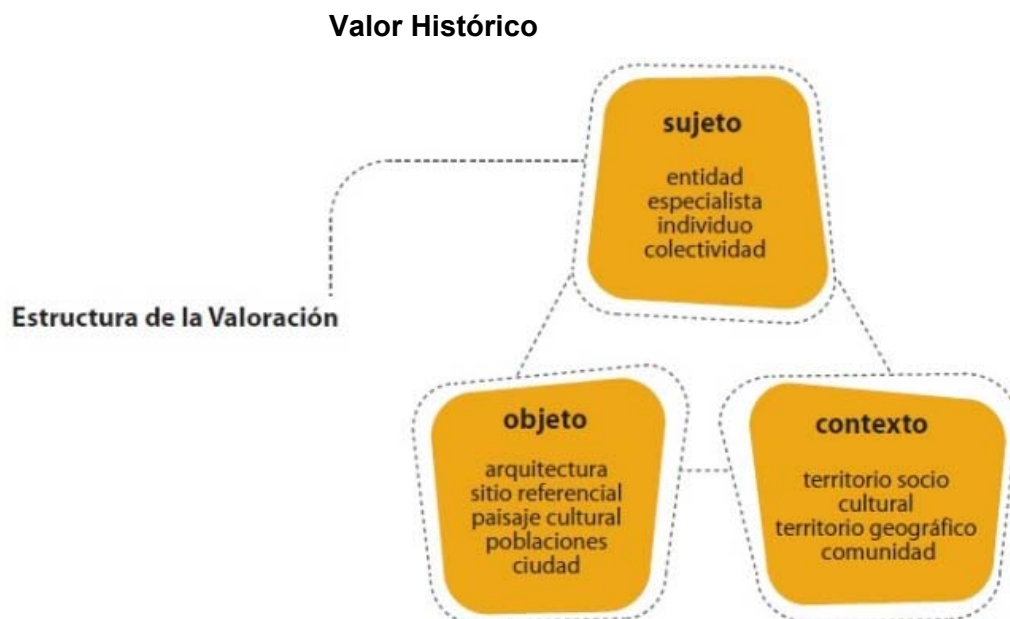 Valor Histórico
sujeto
entidad
especialista
individuo
colectividad
Estructura de la Valoración
objeto
arquitectura
sitio referencial
paisaje cultural
poblaciones
ciudad
contexto
territorio socio
cultural
territorio geográfico
comunidad